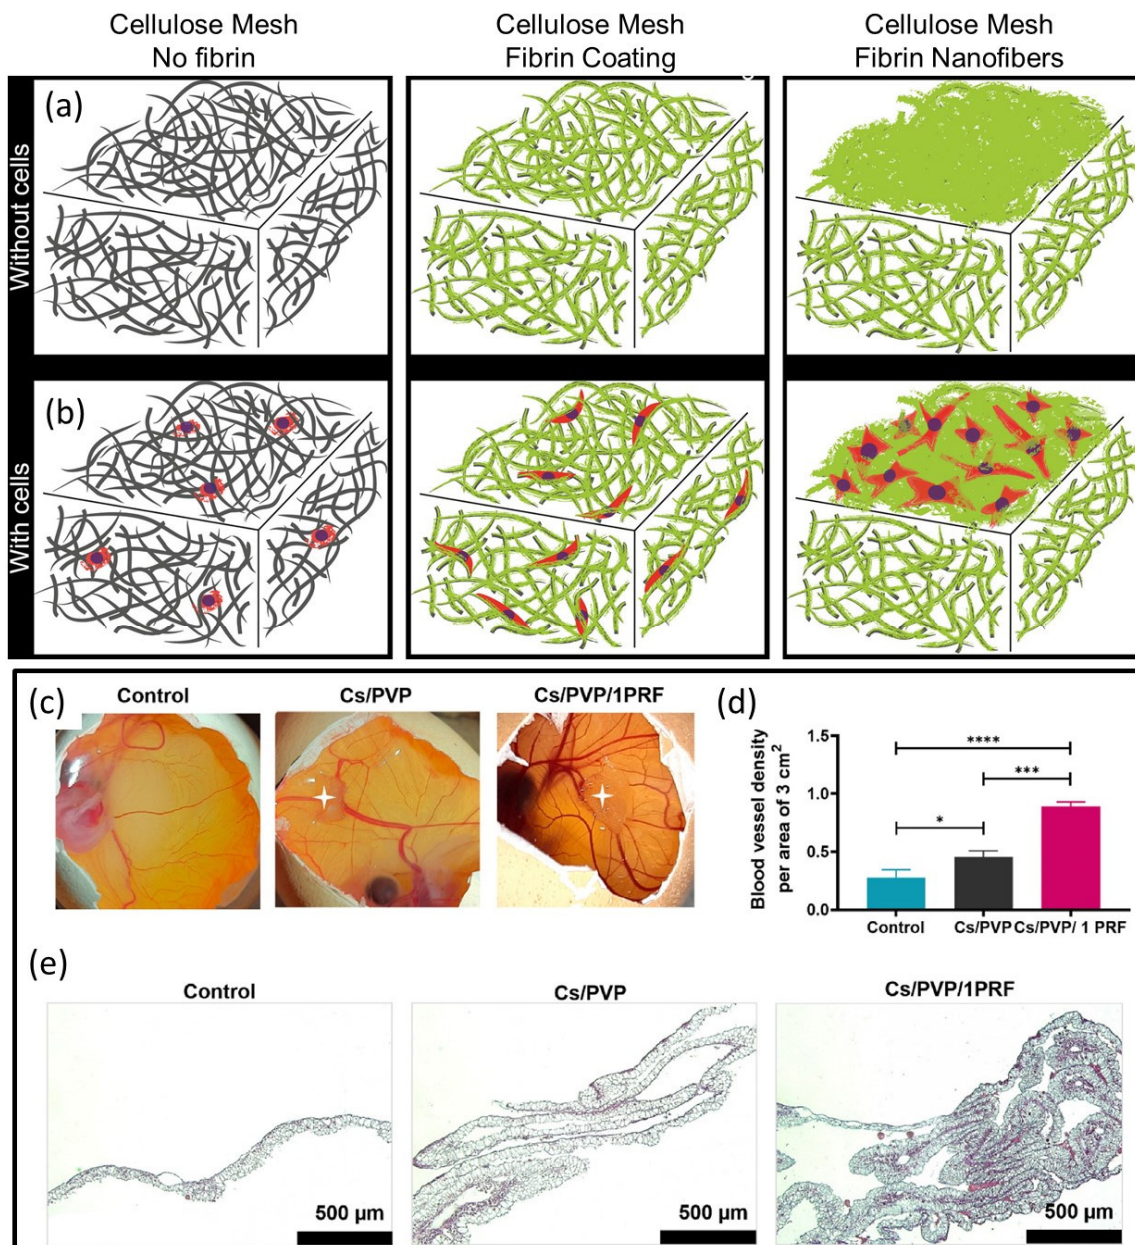 Cellulose Mesh
No fibrin
Cellulose Mesh
Fibrin Coating
Cellulose Mesh
Fibrin Nanofibers
Without cells
(a)
With cells
(b)
(c)
Control
Cs/PVP
Cs/PVP/1PRF
(d)
Blood vessel density
per area of 3 cm²
1.5
1.0
0.5
0.0
****
***
*
Control
Cs/PVP
Cs/PVP/ 1 PRF
(e)
Control
Cs/PVP
Cs/PVP/1PRF
500 µm
500 µm
500 µm